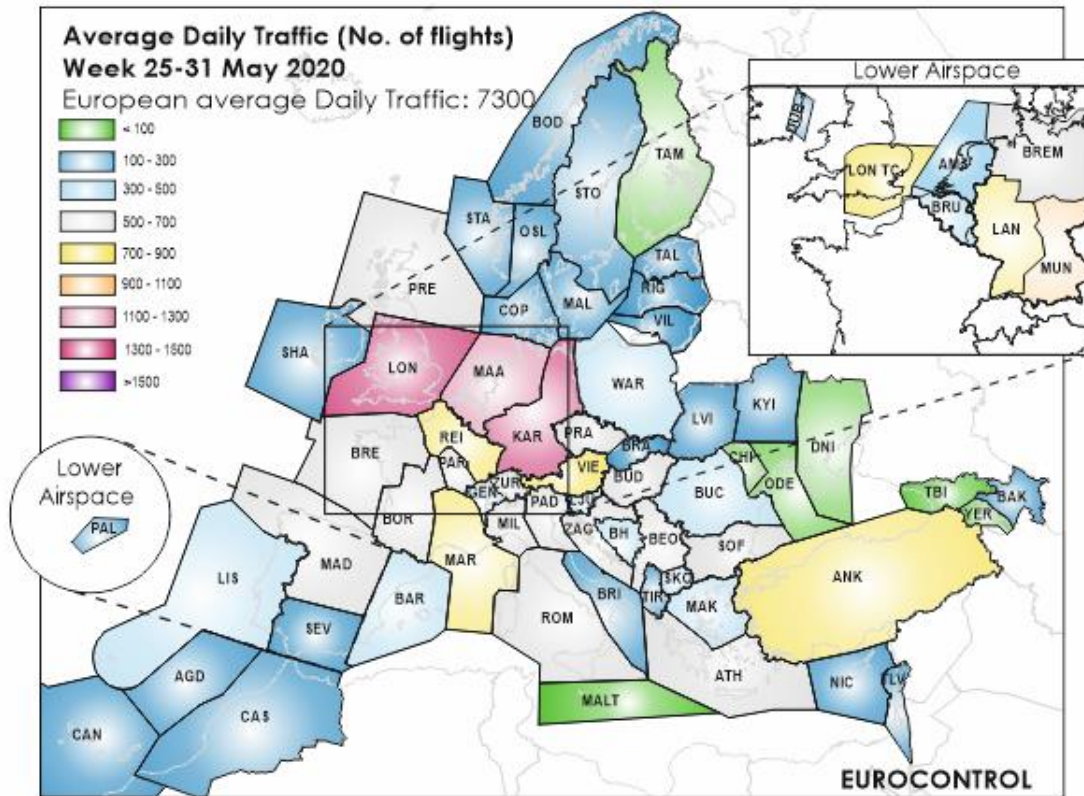 Average Daily Traffic (No. of flights)
Week 25-31 May 2020
European average Daily Traffic: 7300
< 100
100 - 300
300 - 500
500 - 700
700 - 900
900 - 1100
1100 - 1300
1300 - 1500
>1500
Lower Airspace
DUB
LON TC
AMS
BREM
BRU
LAN
MUN
BOD
TAM
STO
STA
OSL
TAL
PRE
RIG
COP
MAL
VIL
SHA
LON
MAA
WAR
LVI
KYI
KAR
PRA
REI
BRE
BRA
CHI
DNI
PAR
VIE
BUD
ODE
ZUR
GEN
LJU
BUC
TBI
BAK
YER
BOR
MIL
PAD
ZAG
BH
BEO
SOF
Lower
Airspace
PAL
MAR
MAD
LIS
BAR
SKO
ANK
TIR
BRI
MAK
ROM
SEV
ATH
AGD
NIC
TLV
MALT
CAS
CAN
EUROCONTROL